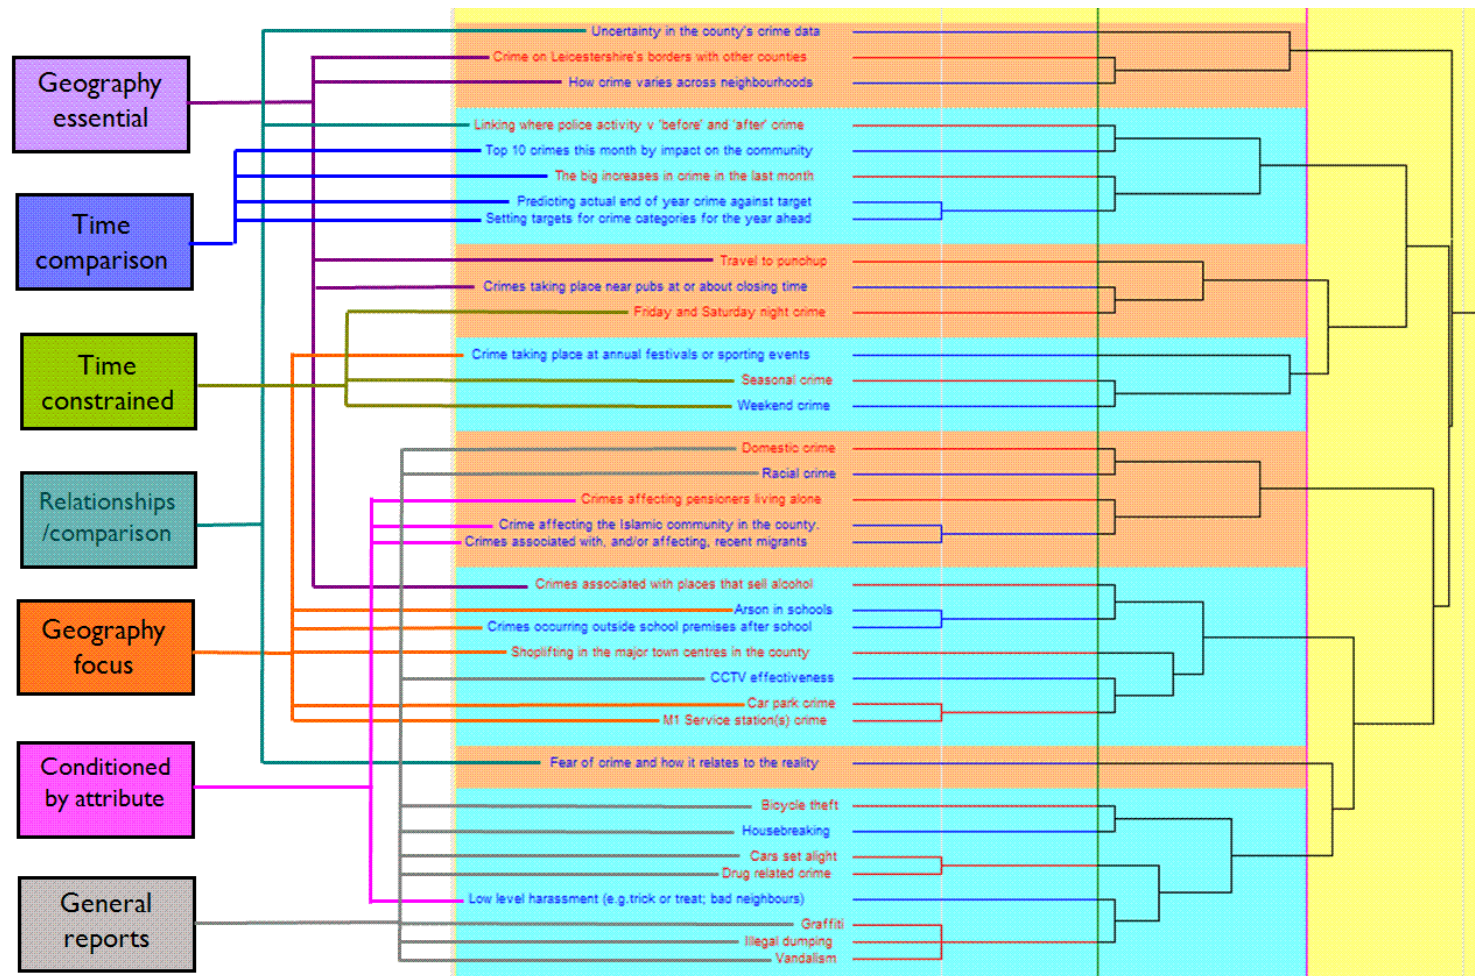 Geography
essential
Time
comparison
Time
constrained
Relationships
/comparison
Geography
focus
Conditioned
by attribute
General
reports
Uncertainty in the county's crime data
Crime on Leicestershire's borders with other counties
How crime varies across neighbourhoods
Linking where police activity v 'before' and 'after' crime
Top 10 crimes this month by impact on the community
The big increases in crime in the last month
Predicting actual end of year crime against target
Setting targets for crime categories for the year ahead
Travel to punchup
Crimes taking place near pubs at or about closing time
Friday and Saturday night crime
Crime taking place at annual festivals or sporting events
Seasonal crime
Weekend crime
Domestic crime
Racial crime
Crimes affecting pensioners living alone
Crime affecting the Islamic community in the county.
Crimes associated with, and/or affecting, recent migrants
Crimes associated with places that sell alcohol
Arson in schools
Crimes occurring outside school premises after school
Shoplifting in the major town centres in the county
CCTV effectiveness
Car park crime
M1 Service station(s) crime
Fear of crime and how it relates to the reality
Bicycle theft
Housebreaking
Cars set alight
Drug related crime
Low level harassment (e.g.trick or treat; bad neighbours)
Graffiti
Illegal dumping
Vandalism